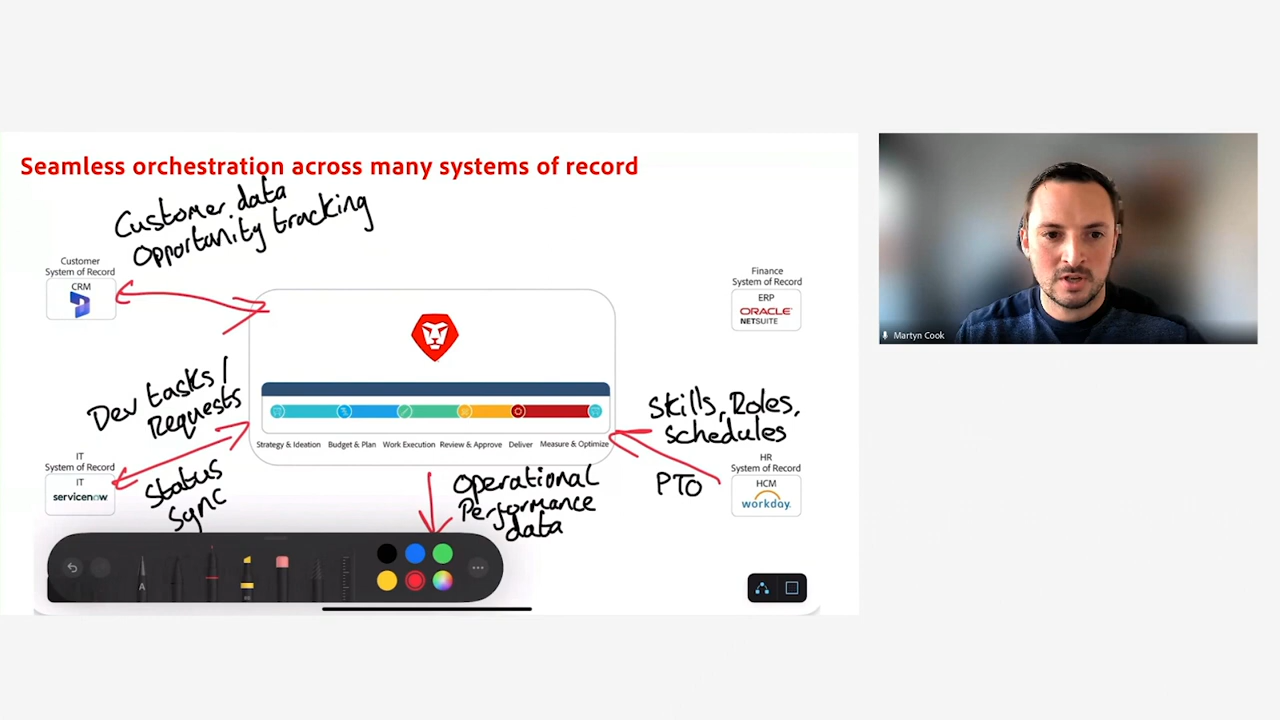 Seamless orchestration across many systems of record
Customer data
Opportunity tracking
Customer
System of Record
CRM
Finance
System of Record
ERP
ORACLE
NETSUITE
Dev tasks /
Requests
Strategy & Ideation Budget & Plan Work Execution Review & Approve Deliver Measure & Optimize
Skills, Roles,
schedules
IT
System of Record
IT
servicenow
Status
Sync
Operational
Performance
data
PTO
HR
System of Record
HCM
workday.
A
Martyn Cook